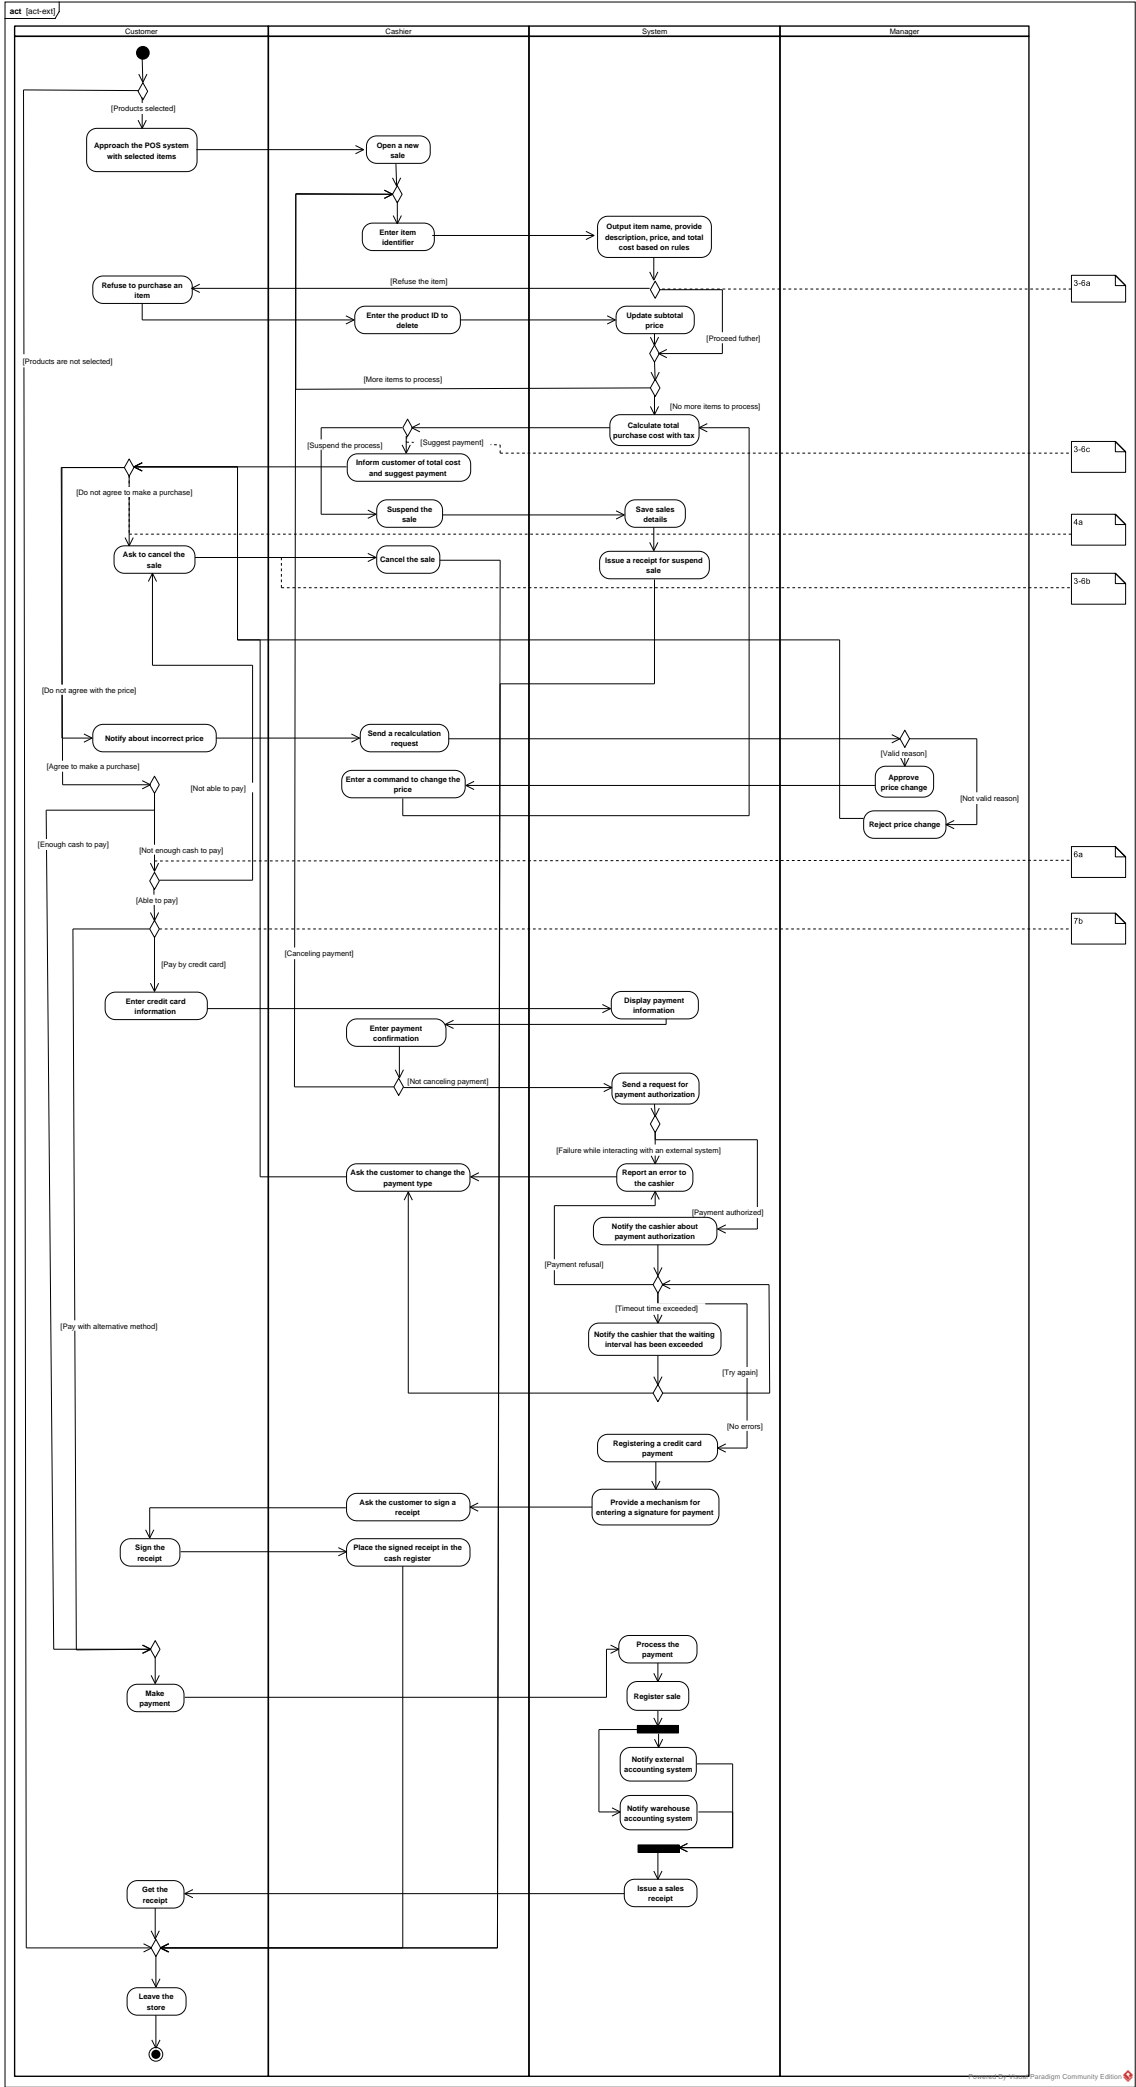 act [act-ext]
Customer
Cashier
System
Manager
[Products selected]
Approach the POS system
with selected items
Open a new
sale
Enter item
identifier
Output item name, provide
description, price, and total
cost based on rules
Refuse to purchase an
item
[Refuse the item]
3-6a
Enter the product ID to
delete
Update subtotal
price
[Proceed futher]
[Products are not selected]
[More items to process]
[No more items to process]
Calculate total
purchase cost with tax
[Suspend the process]
[Suggest payment]
3-6c
Inform customer of total cost
and suggest payment
[Do not agree to make a purchase]
Suspend the
sale
Save sales
details
4a
Ask to cancel the
sale
Cancel the sale
Issue a receipt for suspend
sale
3-6b
[Do not agree with the price]
Notify about incorrect price
Send a recalculation
request
[Valid reason]
[Agree to make a purchase]
[Not able to pay]
Enter a command to change the
price
Approve
price change
[Not valid reason]
Reject price change
[Enough cash to pay]
[Not enough cash to pay]
6a
[Able to pay]
7b
[Canceling payment]
[Pay by credit card]
Enter credit card
information
Display payment
information
Enter payment
confirmation
[Not canceling payment]
Send a request for
payment authorization
[Failure while interacting with an external system]
Ask the customer to change the
payment type
Report an error to
the cashier
[Payment authorized]
Notify the cashier about
payment authorization
[Payment refusal]
[Timeout time exceeded]
[Pay with alternative method]
Notify the cashier that the waiting
interval has been exceeded
[Try again]
[No errors]
Registering a credit card
payment
Ask the customer to sign a
receipt
Provide a mechanism for
entering a signature for payment
Sign the
receipt
Place the signed receipt in the
cash register
Process the
payment
Make
payment
Register sale
Notify external
accounting system
Notify warehouse
accounting system
Get the
receipt
Issue a sales
receipt
Leave the
store
Powered By Visual Paradigm Community Edition